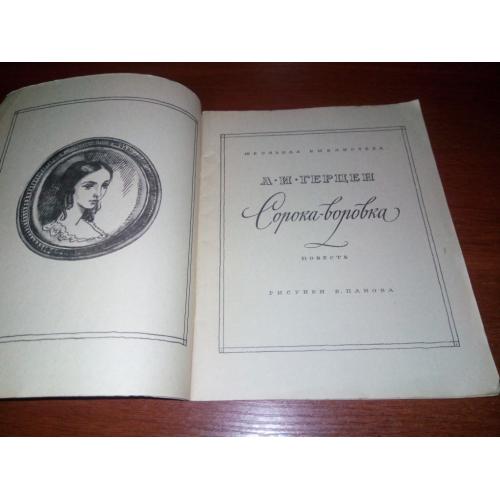 ШКОЛЬНАЯ БИБЛИОТЕКА
А·И·ГЕРЦЕН
Сорока-воровка
ПОВЕСТЬ
РИСУНКИ В. ПАНОВА